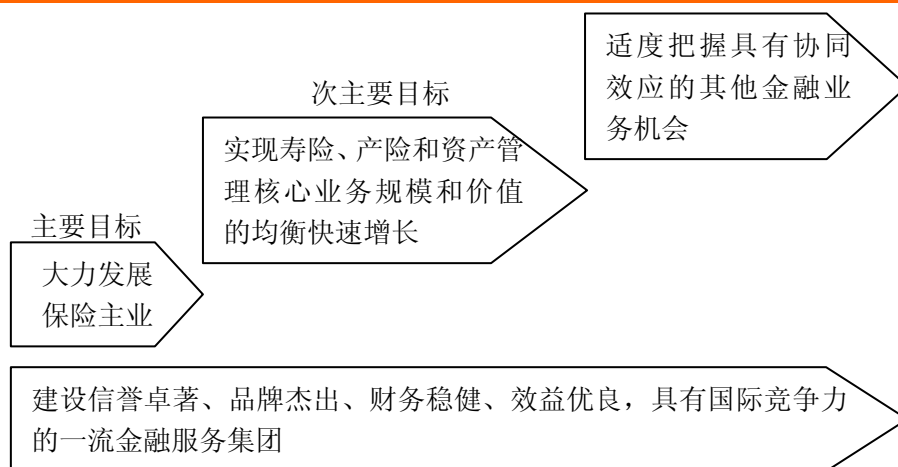 适度把握具有协同
效应的其他金融业
务机会
次主要目标
实现寿险、产险和资产管
理核心业务规模和价值
的均衡快速增长
主要目标
大力发展
保险主业
建设信誉卓著、品牌杰出、财务稳健、效益优良，具有国际竞争力
的一流金融服务集团